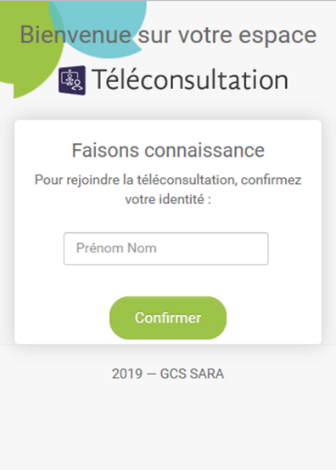 Bienvenue sur votre espace
Téléconsultation
Faisons connaissance
Pour rejoindre la téléconsultation, confirmez
votre identité :
Prénom Nom
Confirmer
2019 — GCS SARA